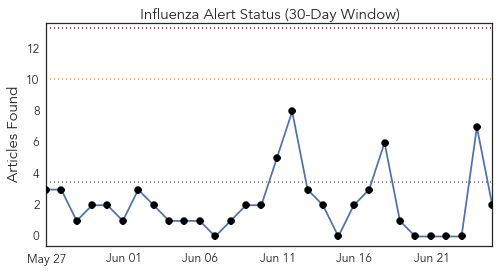 Influenza Alert Status (30-Day Window)
Articles Found
12
10
8
6
4
2
0
May 27 Jun 01 Jun 06 Jun 11 Jun 16 Jun 21